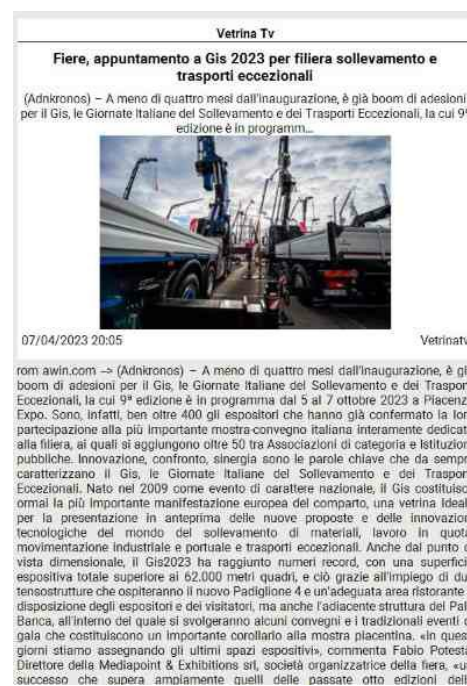 Vetrina Tv
Fiere, appuntamento a Gis 2023 per filiera sollevamento e
trasporti eccezionali
(Adnkronos) – A meno di quattro mesi dall'inaugurazione, è già boom di adesioni
per il Gis, le Giornate Italiane del Sollevamento e dei Trasporti Eccezionali, la cui 9ª
edizione è in programm...
07/04/2023 20:05
Vetrinatv
rom awin.com –> (Adnkronos) – A meno di quattro mesi dall'inaugurazione, è gi
boom di adesioni per il Gis, le Giornate Italiane del Sollevamento e dei Traspor
Eccezionali, la cui 9ª edizione è in programma dal 5 al 7 ottobre 2023 a Piacenz
Expo. Sono, infatti, ben oltre 400 gli espositori che hanno già confermato la lor
partecipazione alla più importante mostra-convegno italiana interamente dedicat
alla filiera, ai quali si aggiungono oltre 50 tra Associazioni di categoria e Istituzion
pubbliche. Innovazione, confronto, sinergia sono le parole chiave che da sempr
caratterizzano il Gis, le Giornate Italiane del Sollevamento e dei Traspor
Eccezionali. Nato nel 2009 come evento di carattere nazionale, il Gis costituisc
ormai la più importante manifestazione europea del comparto, una vetrina ideal
per la presentazione in anteprima delle nuove proposte e delle innovazion
tecnologiche del mondo del sollevamento di materiali, lavoro in quota
movimentazione industriale e portuale e trasporti eccezionali. Anche dal punto d
vista dimensionale, il Gis2023 ha raggiunto numeri record, con una superfici
espositiva totale superiore ai 62.000 metri quadri, e ciò grazie all'impiego di du
tensostrutture che ospiteranno il nuovo Padiglione 4 e un'adeguata area ristorante
disposizione degli espositori e dei visitatori, ma anche l'adiacente struttura del Pal
Banca, all'interno del quale si svolgeranno alcuni convegni e i tradizionali eventi d
gala che costituiscono un importante corollario alla mostra piacentina. «In quest
giorni stiamo assegnando gli ultimi spazi espositivi», commenta Fabio Potestà
Direttore della Mediapoint & Exhibitions srl, società organizzatrice della fiera, «u
successo che supera ampiamente quelli delle passate otto edizioni dell